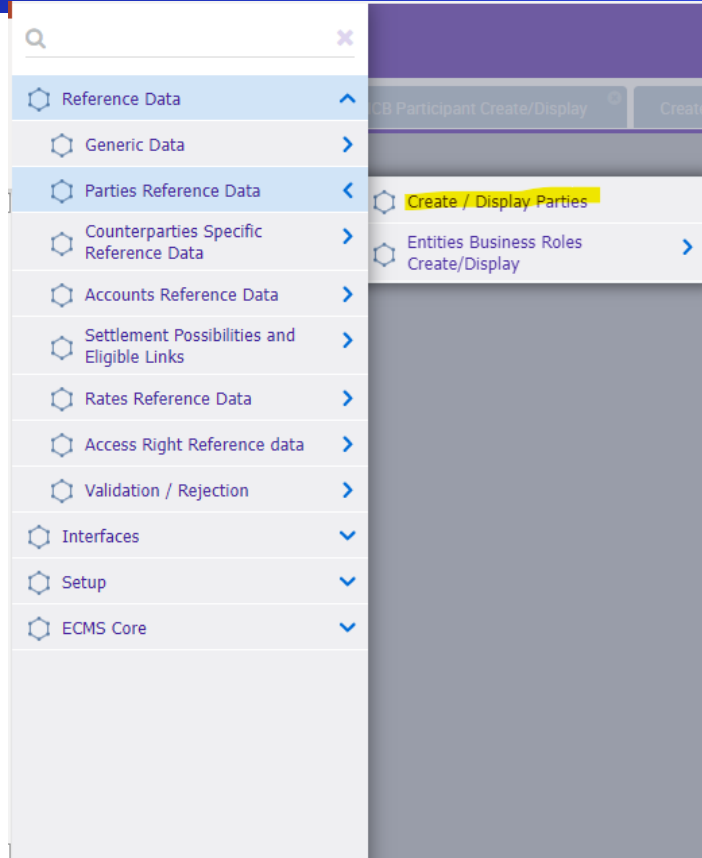 Reference Data
CB Participant Create/Display
Create
Generic Data
Parties Reference Data
Create / Display Parties
Counterparties Specific
Reference Data
Entities Business Roles
Create/Display
Accounts Reference Data
Settlement Possibilities and
Eligible Links
Rates Reference Data
Access Right Reference data
Validation / Rejection
Interfaces
Setup
ECMS Core